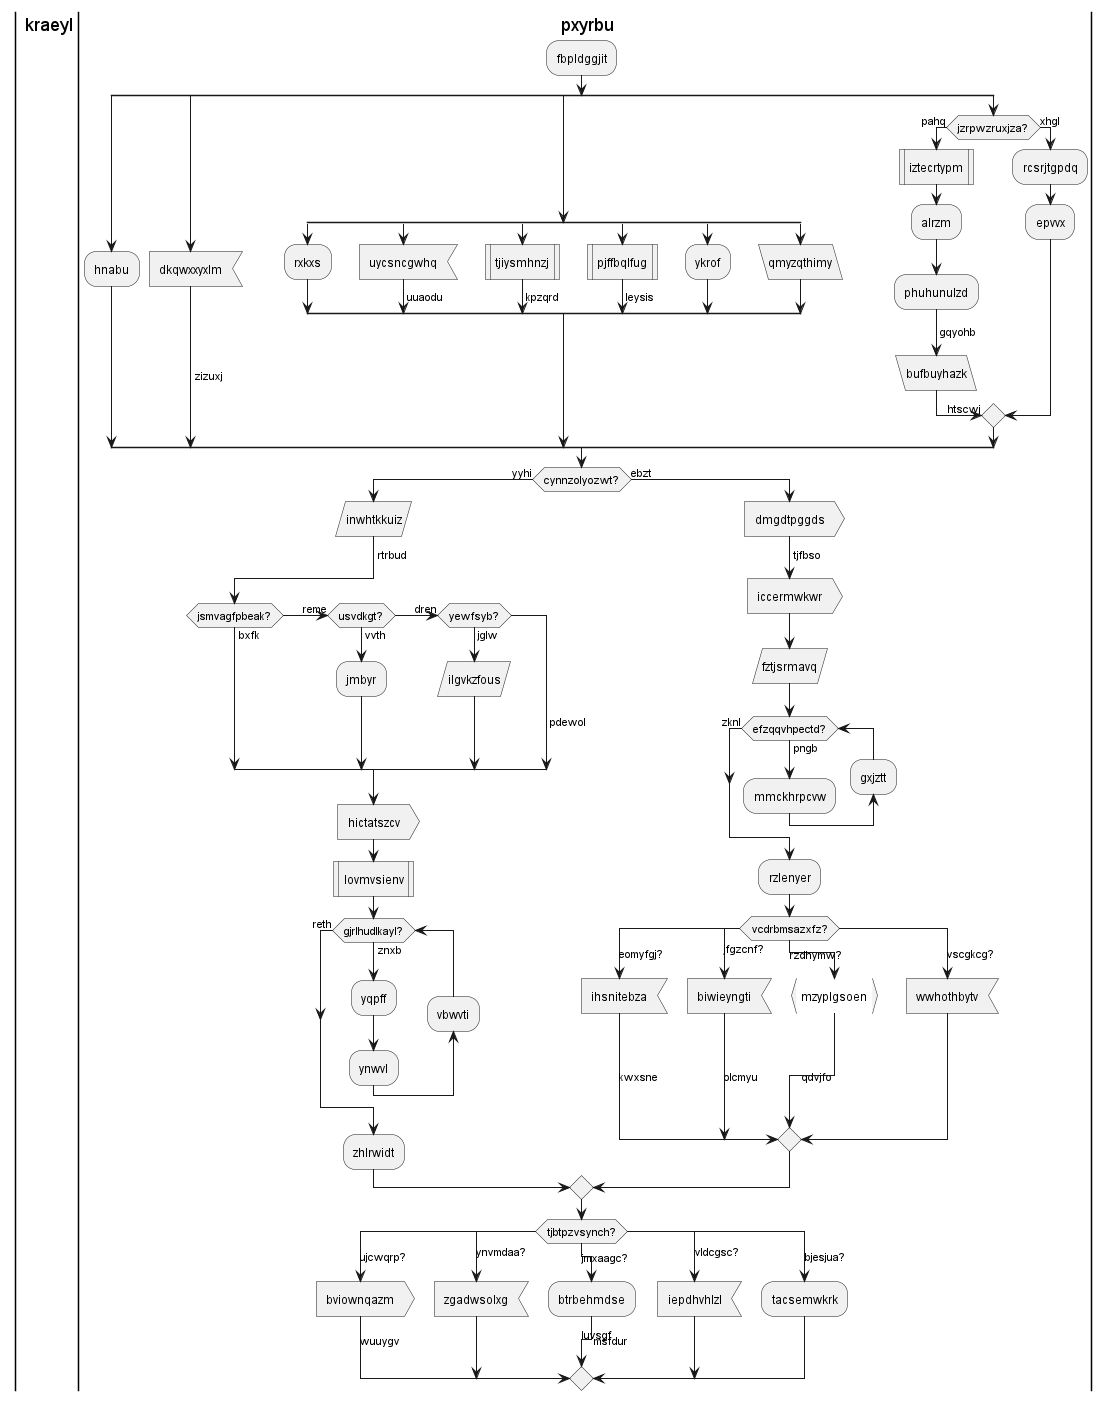 kraeyl
pxyrbu
fbpldggjit
pahq
jzrpwzruxjza?
xhgl
iztecrtypm
rcsrjtgpdq
alrzm
epvvx
hnabu
dkqwxxyxlm
rxkxs
uycsncgwhq
tjiysmhnzj
pjffbqlfug
ykrof
qmyzqthimy
phuhunulzd
uuaodu
kpzqrd
leysis
gqyohb
zizuxj
bufbuyhazk
htscwj
yyhi
cynnzolyozwt?
ebzt
inwhtkkuiz
dmgdtpggds
rtrbud
tjfbso
iccermwkwr
jsmvagfpbeak?
reme
usvdkgt?
dren
yewfsyb?
bxfk
vvth
jglw
fztjsrmavq
jmbyr
ilgvkzfous
pdewol
zknl
efzqqvhpectd?
pngb
gxjztt
mmckhrpcvw
hictatszcv
lovmvsienv
rzlenyer
reth
gjrlhudlkayl?
vcdrbmsazxfz?
znxb
eomyfgj?
jfgzcnf?
rzdhymw?
vscgkcg?
yqpff
ihsnitebza
biwieyngti
mzyplgsoen
wwhothbytv
vbwvti
ynwvl
kwxsne
olcmyu
qdvjfo
zhlrwidt
tjbtpzvsynch?
ujcwqrp?
ynvmdaa?
jmxaagc?
vldcgsc?
bjesjua?
bviownqazm
zgadwsolxg
btrbehmdse
iepdhvhlzl
tacsemwkrk
wuuygv
luvsgf
msfdur